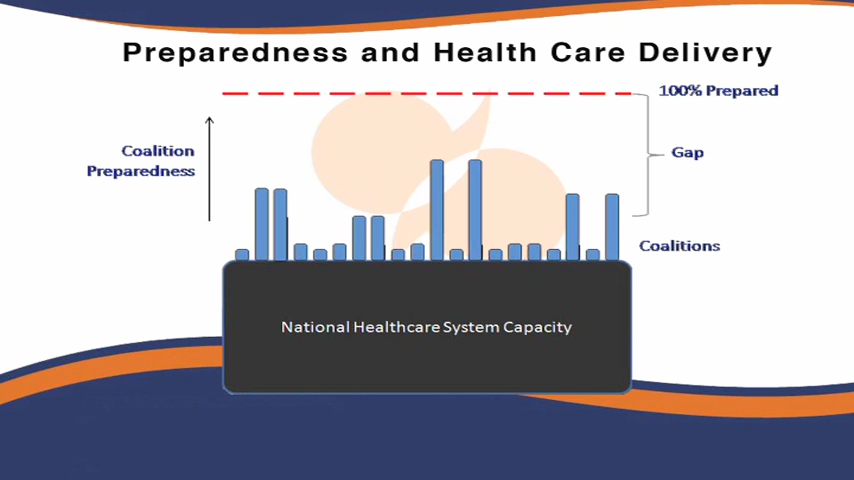 Preparedness and Health Care Delivery
100% Prepared
Coalition
Preparedness
Gap
Coalitions
National Healthcare System Capacity